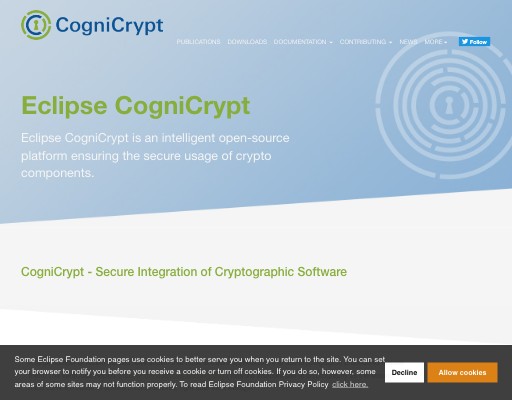 CogniCrypt
PUBLICATIONS DOWNLOADS DOCUMENTATION CONTRIBUTING NEWS MORE Follow
Eclipse CogniCrypt
Eclipse CogniCrypt is an intelligent open-source
platform ensuring the secure usage of crypto
components.
CogniCrypt - Secure Integration of Cryptographic Software
Some Eclipse Foundation pages use cookies to better serve you when you return to the site. You can set
your browser to notify you before you receive a cookie or turn off cookies. If you do so, however, some
areas of some sites may not function properly. To read Eclipse Foundation Privacy Policy click here.
Decline
Allow cookies